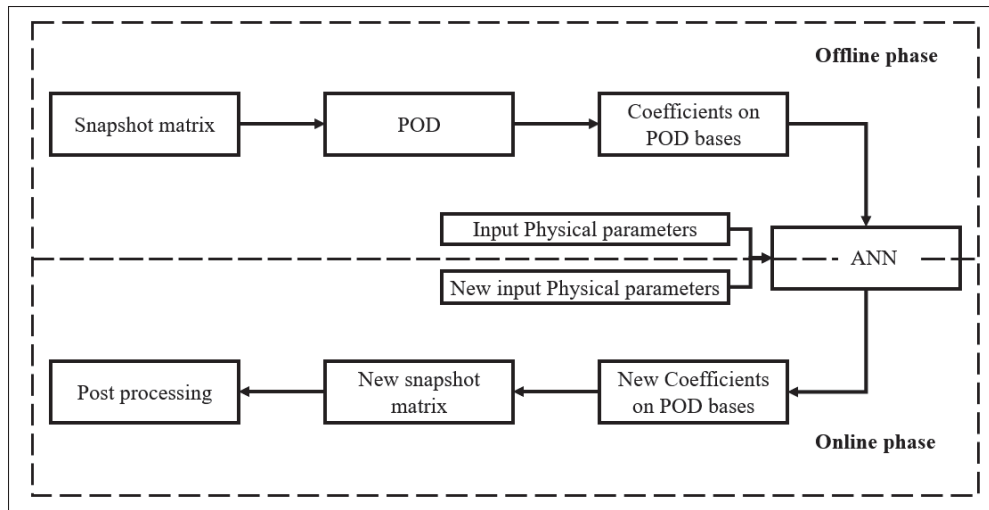 Offline phase
Snapshot matrix
POD
Coefficients on
POD bases
Input Physical parameters
ANN
New input Physical parameters
Post processing
New snapshot
matrix
New Coefficients
on POD bases
Online phase